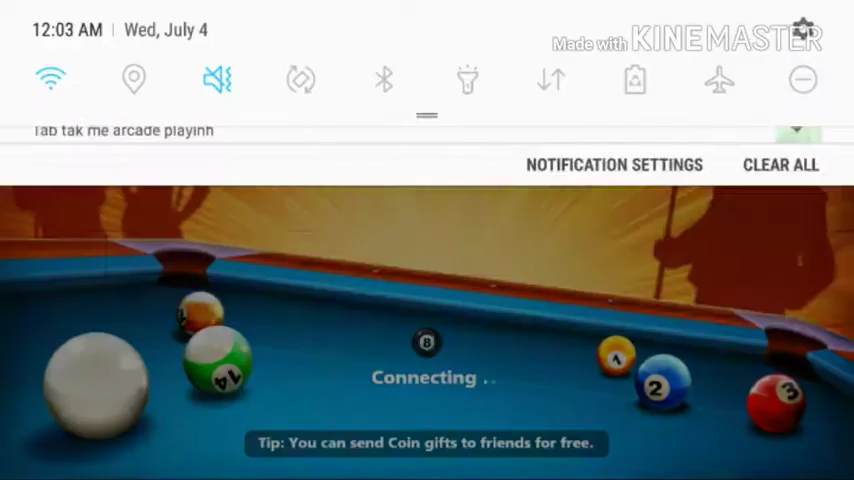 12:03 AM | Wed, July 4
Made with KINEMASTER
Tab tak me arcade playinh
NOTIFICATION SETTINGS CLEAR ALL
8
14
1
2
3
Connecting ..
Tip: You can send Coin gifts to friends for free.